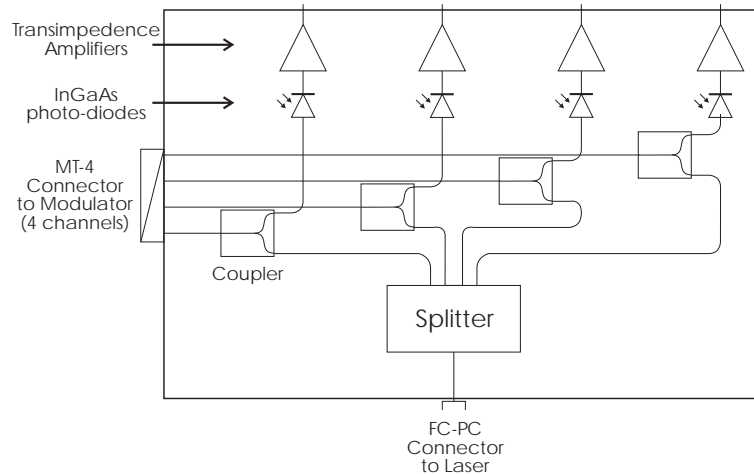 Transimpedence
Amplifiers
InGaAs
photo-diodes
MT-4
Connector
to Modulator
(4 channels)
Coupler
Splitter
FC-PC
Connector
to Laser